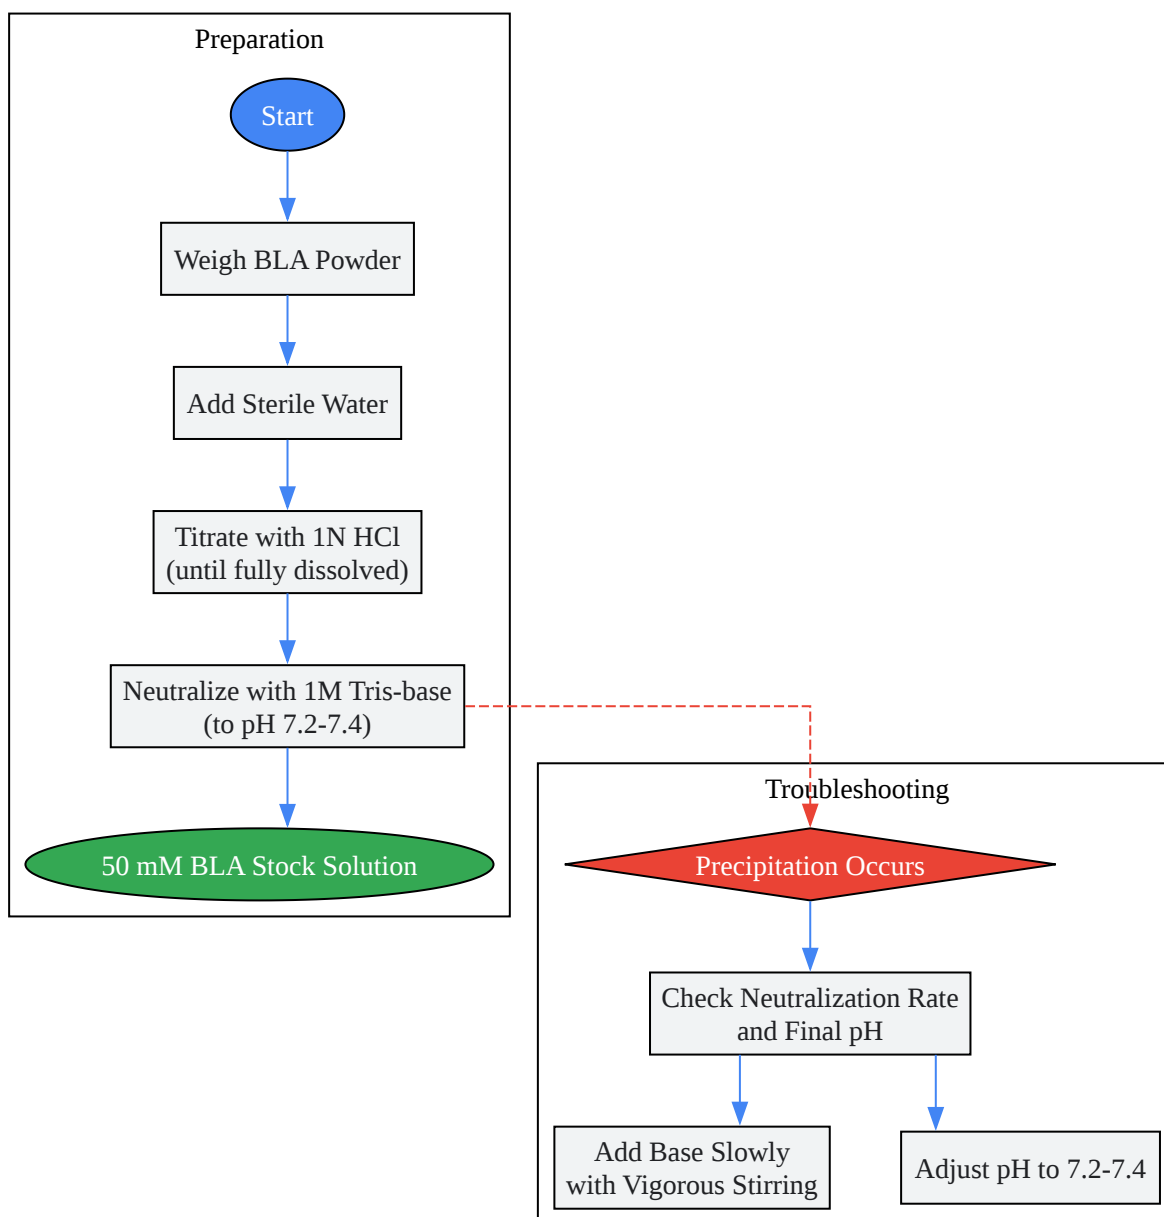 Preparation
Start
Weigh BLA Powder
Add Sterile Water
Titrate with 1N HCl
(until fully dissolved)
Neutralize with 1M Tris-base
(to pH 7.2-7.4)
50 mM BLA Stock Solution
Troubleshooting
Precipitation Occurs
Check Neutralization Rate
and Final pH
Add Base Slowly
with Vigorous Stirring
Adjust pH to 7.2-7.4